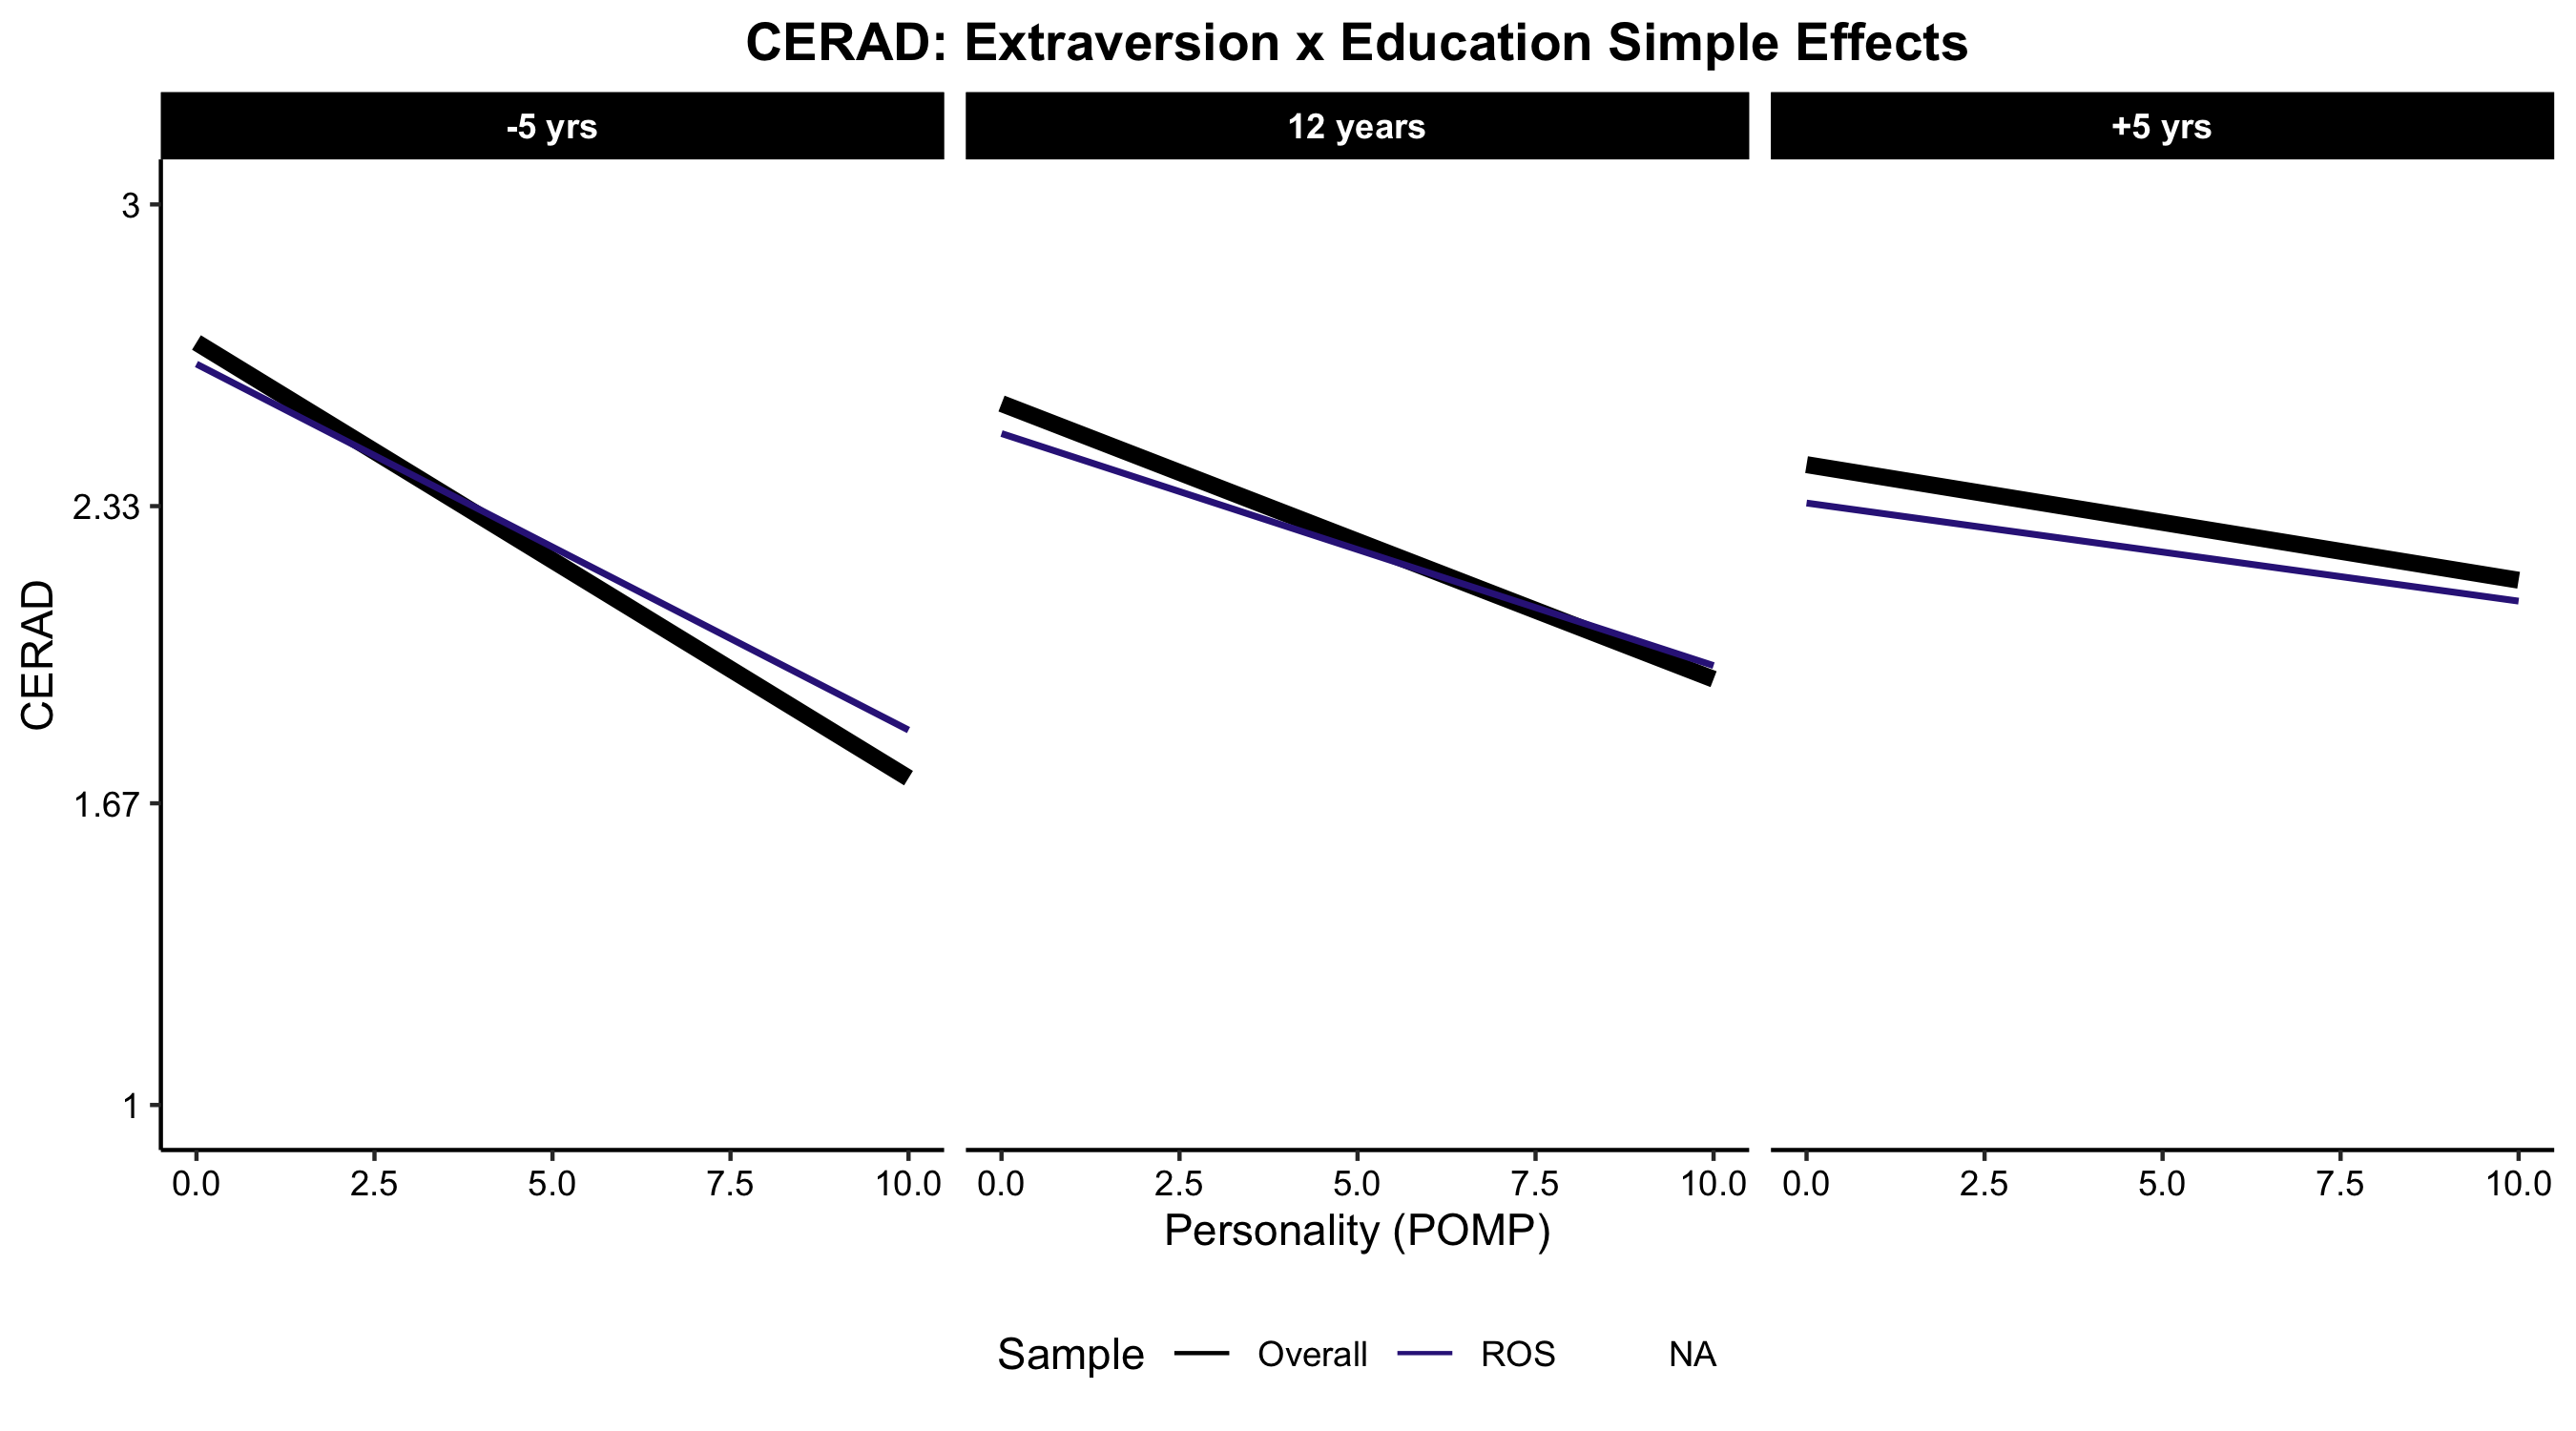 CERAD: Extraversion x Education Simple Effects
-5 yrs
12 years
+5 yrs
CERAD
3
2.33
1.67
1
0.0 2.5 5.0 7.5 10.0
0.0 2.5 5.0 7.5 10.0
0.0 2.5 5.0 7.5 10.0
Personality (POMP)
Sample Overall ROS NA